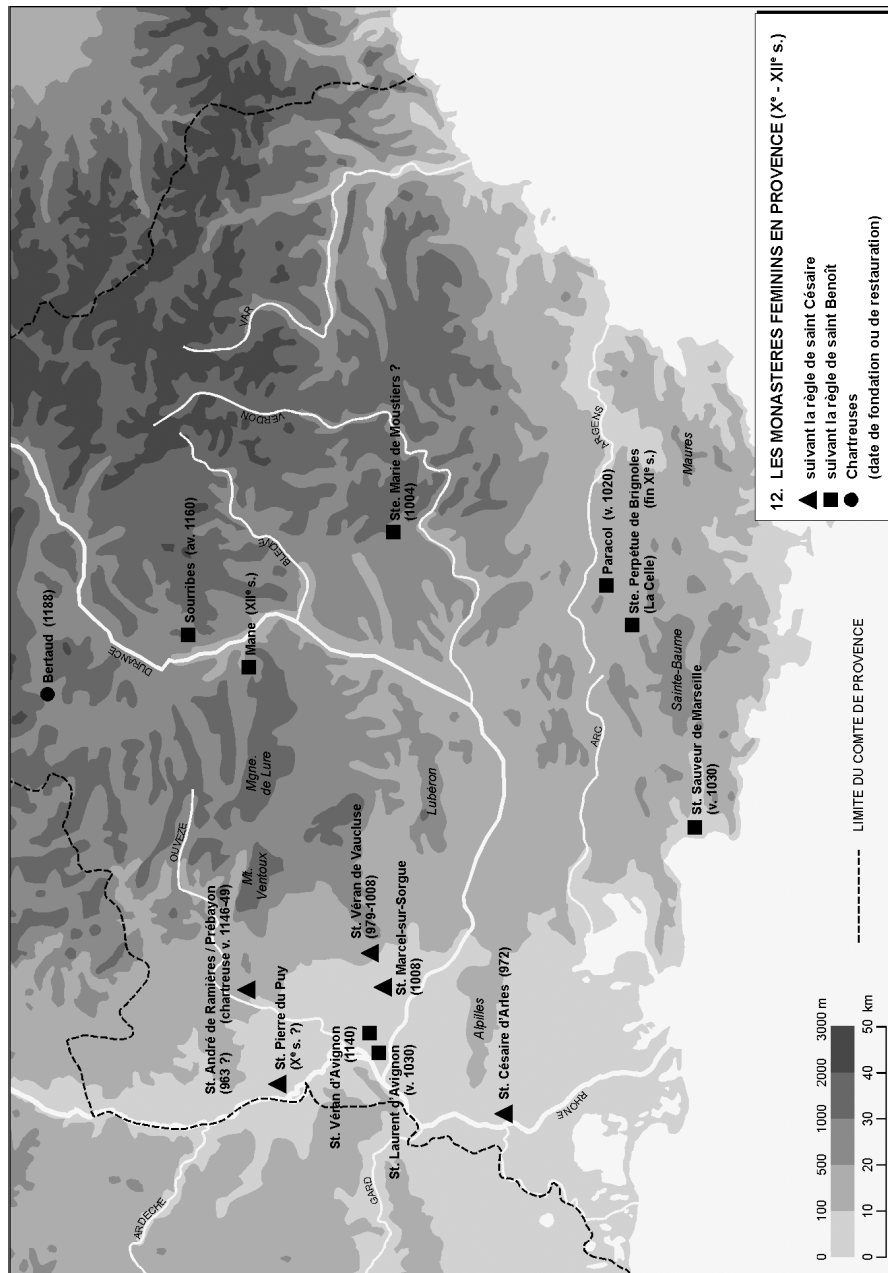 12. LES MONASTERES FEMININS EN PROVENCE (Xe - XIIe s.)
suivant la règle de saint Césaire
suivant la règle de saint Benoît
Chartreuses
(date de fondation ou de restauration)
LIMITE DU COMTE DE PROVENCE
0 100 500 1000 2000 3000 m
0 10 20 30 40 50 km
Bertaud (1188)
Sourribes (av. 1160)
Mane (XIIe s.)
Ste. Marie de Moustiers ?
(1004)
Paracol (v. 1020)
Ste. Perpétue de Brignoles
(fin XIe s.)
(La Celle)
St. Sauveur de Marseille
(v. 1030)
St. André de Ramières / Prébayon
(963 ?)
(chartreuse v. 1146-49)
St. Pierre du Puy
(Xe s. ?)
St. Véran de Vaucluse
(979-1008)
St. Marcel-sur-Sorgue
(1008)
St. Véran d'Avignon
(1140)
St. Laurent d'Avignon
(v. 1030)
St. Césaire d'Arles (972)
VAR
VERDON
BLEÔNE
DURANCE
OUVEZE
ARDECHE
GARD
RHONE
ARC
ARGENS
Mgne.
de Lure
Mt.
Ventoux
Lubéron
Alpilles
Sainte-Baume
Maures